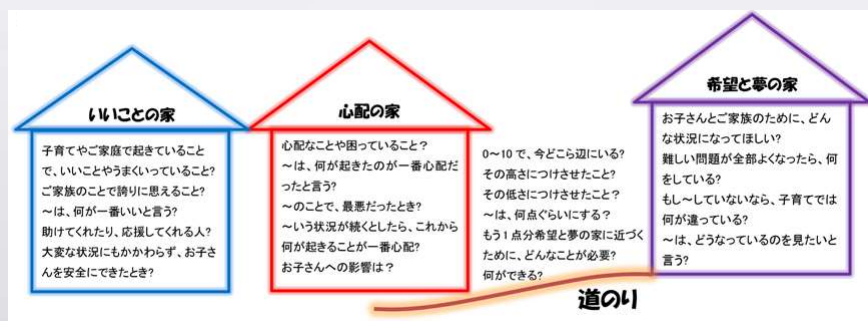 いいことの家
子育てやご家庭で起きていること
で、いいことやうまくいっていること?
ご家族のことで誇りに思えること?
~は、何が一番いいと言う?
助けてくれたり、応援してくれる人?
大変な状況にもかかわらず、お子さ
んを安全にできたとき?
心配の家
心配なことや困っていること?
~は、何が起きたのが一番心配だ
ったと言う?
~のことで、最悪だったとき?
~いう状況が続くとしたら、これから
何が起きることが一番心配?
お子さんへの影響は?
0~10で、今どこら辺にいる?
その高さにつけさせたこと?
その低さにつけさせたこと?
~は、何点ぐらいにする?
もう1点分希望と夢の家に近づく
ために、どんなことが必要?
何ができる?
道のり
希望と夢の家
お子さんとご家族のために、どん
な状況になってほしい?
難しい問題が全部よくなったら、何
をしている?
もし~していないなら、子育てでは
何が違っている?
~は、どうなっているのを見たいと
言う?